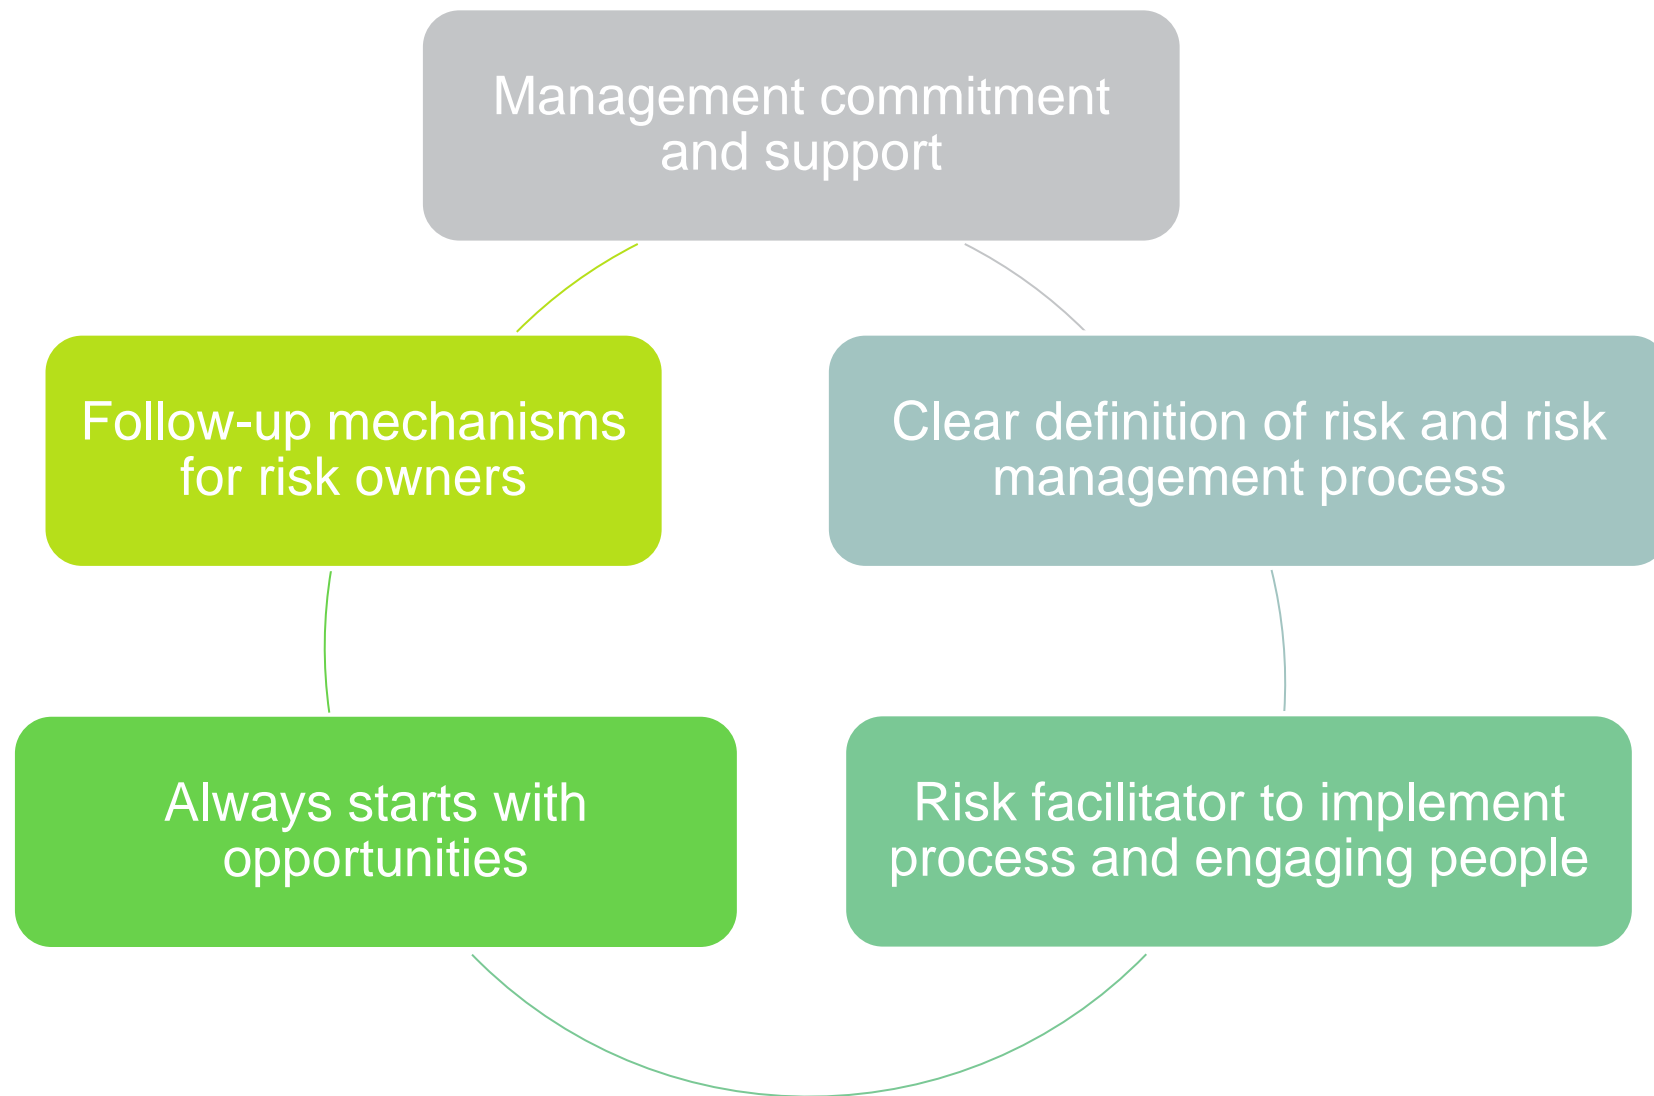 Management commitment
and support
Follow-up mechanisms
for risk owners
Clear definition of risk and risk
management process
Always starts with
opportunities
Risk facilitator to implement
process and engaging people